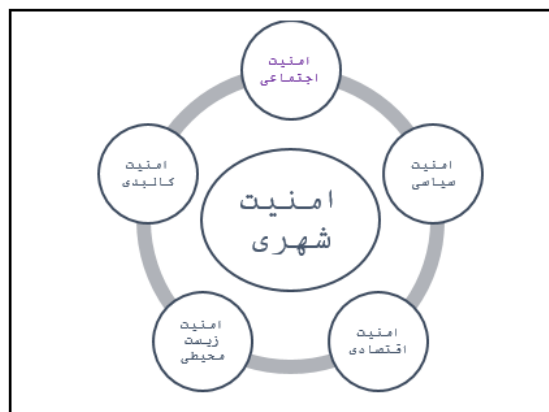 امنیت
اجتماعی
امنیت
سیاسی
امنیت
کالبدی
امنیت
شهری
امنیت
اقتصادی
امنیت
زیست
محیطی